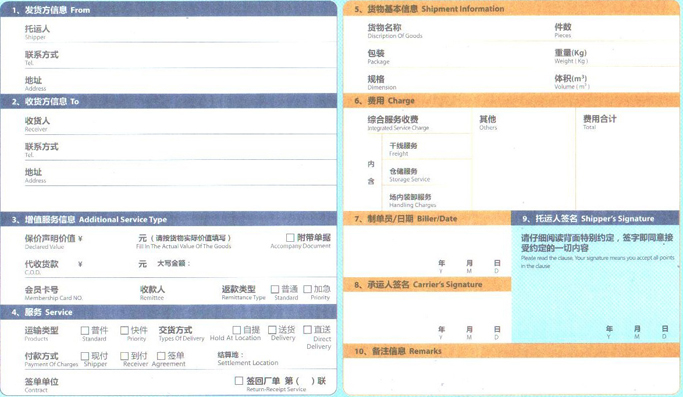 1、发货方信息 From
托运人
Shipper
联系方式
Tel.
地址
Address
2、收货方信息 To
收货人
Receiver
联系方式
Tel.
地址
Address
3、增值服务信息 Additional Service Type
保价声明价值 ¥ 元（请按货物实际价值填写） 附带单据
Declared Value Fill In The Actual Value Of The Goods Accompany Document
代收货款 ¥ 元 大写金额：
C.O.D.
会员卡号 收款人 返款类型 普通 加急
Membership Card NO. Remittee Remittance Type Standard Priority
4、服务 Service
运输类型 普件 快件 交货方式 自提 送货 直送
Products Standard Priority Types Of Delivery Hold At Location Delivery Direct Delivery
付款方式 现付 到付 签单 结算地：
Payment Of Charges Shipper Receiver Agreement Settlement Location
签单单位 签回厂单 第（ ）联
Contract Return-Receipt Service
5、货物基本信息 Shipment Information
货物名称 件数
Discription Of Goods Pieces
包装 重量(Kg)
Package Weight ( Kg )
规格 体积(m³)
Dimension Volume ( m³ )
6、费用 Charge
综合服务收费 其他 费用合计
Integrated Service Charge Others Total
内含
干线服务
Freight
仓储服务
Storage Service
场内装卸服务
Handling Charges
7、制单员/日期 Biller/Date
年 月 日
Y M D
8、承运人签名 Carrier's Signature
年 月 日
Y M D
9、托运人签名 Shipper's Signature
请仔细阅读背面特别约定，签字即同意接
受约定的一切内容
Please read the clause. Your signature means you accept all points
in the clause
年 月 日
Y M D
10、备注信息 Remarks